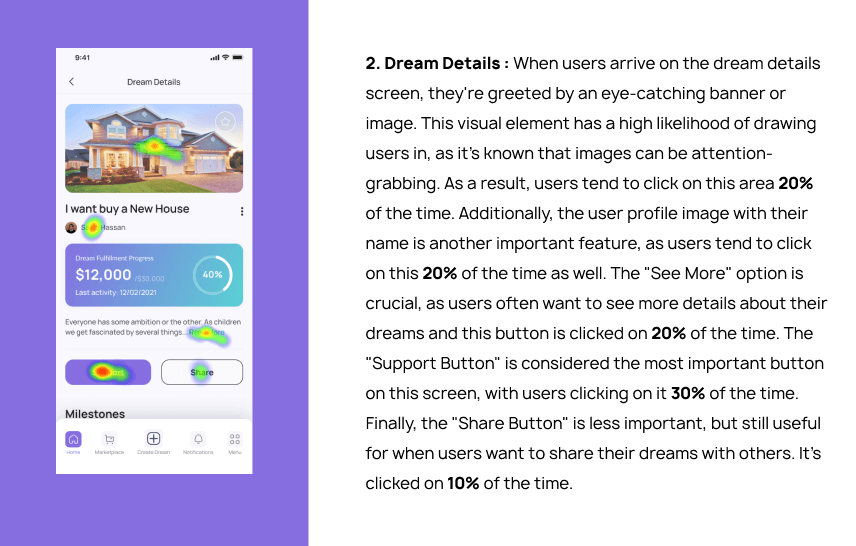 9:41
Dream Details
I want buy a New House
Hassan
Dream Fulfillment Progress
$12,000 /$30,000
40%
Last activity: 12/02/2021
Everyone has some ambition or the other. As children
we get fascinated by several things...
Share
Milestones
Home
Marketplace
Create Dream
Notifications
Menu
2. Dream Details : When users arrive on the dream details
screen, they're greeted by an eye-catching banner or
image. This visual element has a high likelihood of drawing
users in, as it's known that images can be attention-
grabbing. As a result, users tend to click on this area 20%
of the time. Additionally, the user profile image with their
name is another important feature, as users tend to click
on this 20% of the time as well. The "See More" option is
crucial, as users often want to see more details about their
dreams and this button is clicked on 20% of the time. The
"Support Button" is considered the most important button
on this screen, with users clicking on it 30% of the time.
Finally, the "Share Button" is less important, but still useful
for when users want to share their dreams with others. It's
clicked on 10% of the time.